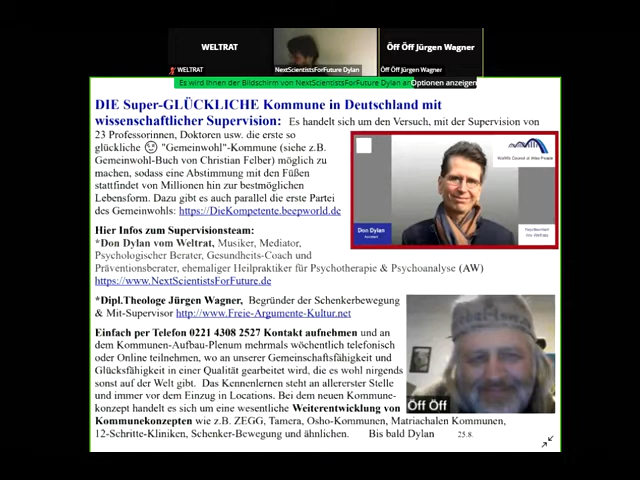 WELTRAT
Öff Öff Jürgen Wagner
WELTRAT
NextScientistsForFuture Dylan
Öff Öff Jürgen Wagner
Es wird Ihnen der Bildschirm von NextScientistsForFuture Dylan an
Optionen anzeigen
DIE Super-GLÜCKLICHE Kommune in Deutschland mit
wissenschaftlicher Supervision: Es handelt sich um den Versuch, mit der Supervision von
23 Professorinnen, Doktoren usw. die erste so
glückliche "Gemeinwohl"-Kommune (siehe z.B.
Gemeinwohl-Buch von Christian Felber) möglich zu
machen, sodass eine Abstimmung mit den Füßen
stattfindet von Millionen hin zur bestmöglichen
Lebensform. Dazu gibt es auch parallel die erste Partei
des Gemeinwohls: https://DieKompetente.beepworld.de
World's Council of Wise People
Don Dylan
Hier Infos zum Supervisionsteam:
*Don Dylan vom Weltrat, Musiker, Mediator,
Psychologischer Berater, Gesundheits-Coach und
Präventionsberater, ehemaliger Heilpraktiker für Psychotherapie & Psychoanalyse (AW)
https://www.NextScientistsForFuture.de
*Dipl.Theologe Jürgen Wagner, Begründer der Schenkerbewegung
& Mit-Supervisor http://www.Freie-Argumente-Kultur.net
Einfach per Telefon 0221 4308 2527 Kontakt aufnehmen und an
dem Kommunen-Aufbau-Plenum mehrmals wöchentlich telefonisch
oder Online teilnehmen, wo an unserer Gemeinschaftsfähigkeit und
Glücksfähigkeit in einer Qualität gearbeitet wird, die es wohl nirgends
sonst auf der Welt gibt. Das Kennenlernen steht an allererster Stelle
und immer vor dem Einzug in Locations. Bei dem neuen Kommune-
konzept handelt es sich um eine wesentliche Weiterentwicklung von
Kommunekonzepten wie z.B. ZEGG, Tamera, Osho-Kommunen, Matriachalen Kommunen,
12-Schritte-Kliniken, Schenker-Bewegung und ähnlichen. Bis bald Dylan 25.8.
Öff Öff